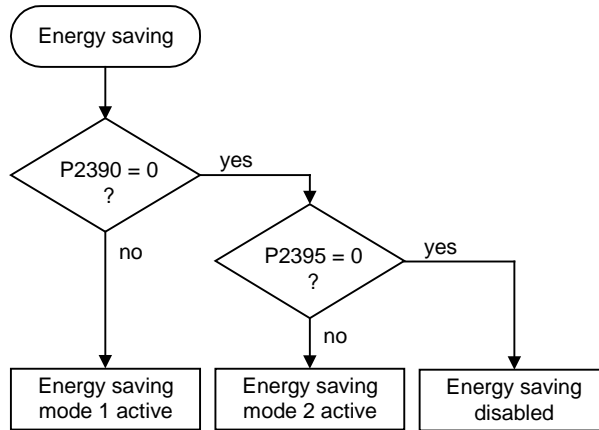 Energy saving
P2390 = 0
?
yes
no
P2395 = 0
?
yes
no
Energy saving
mode 1 active
Energy saving
mode 2 active
Energy saving
disabled